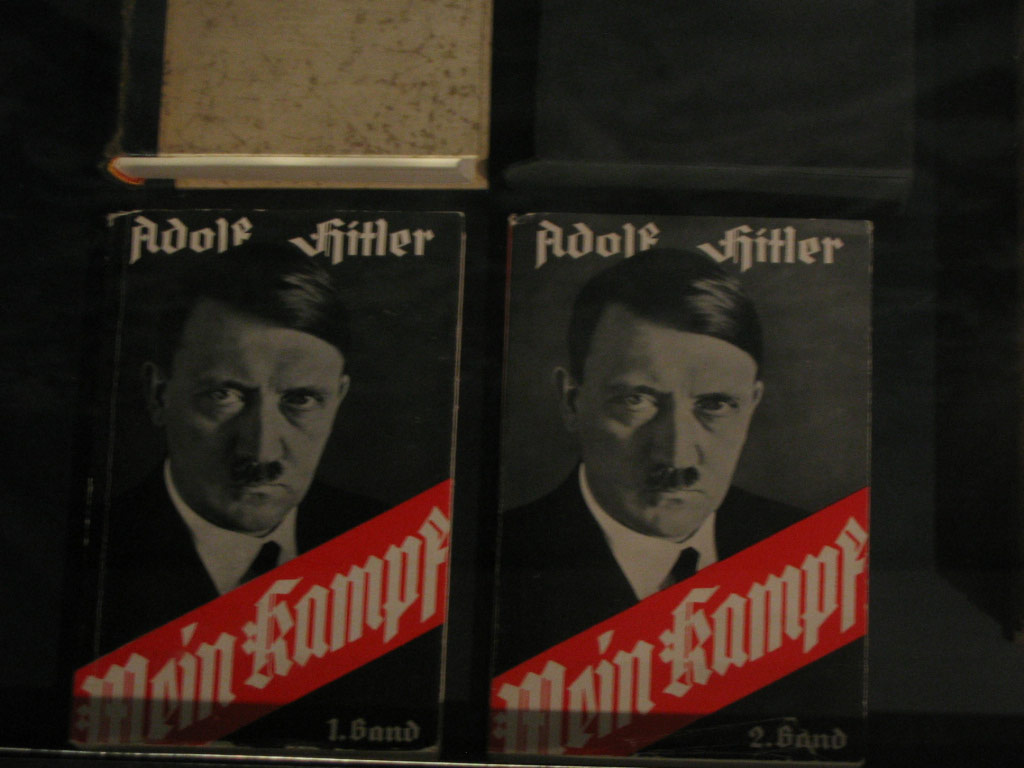 Adolf Hitler
Mein Kampf
1. Band
Adolf Hitler
Mein Kampf
2. Band